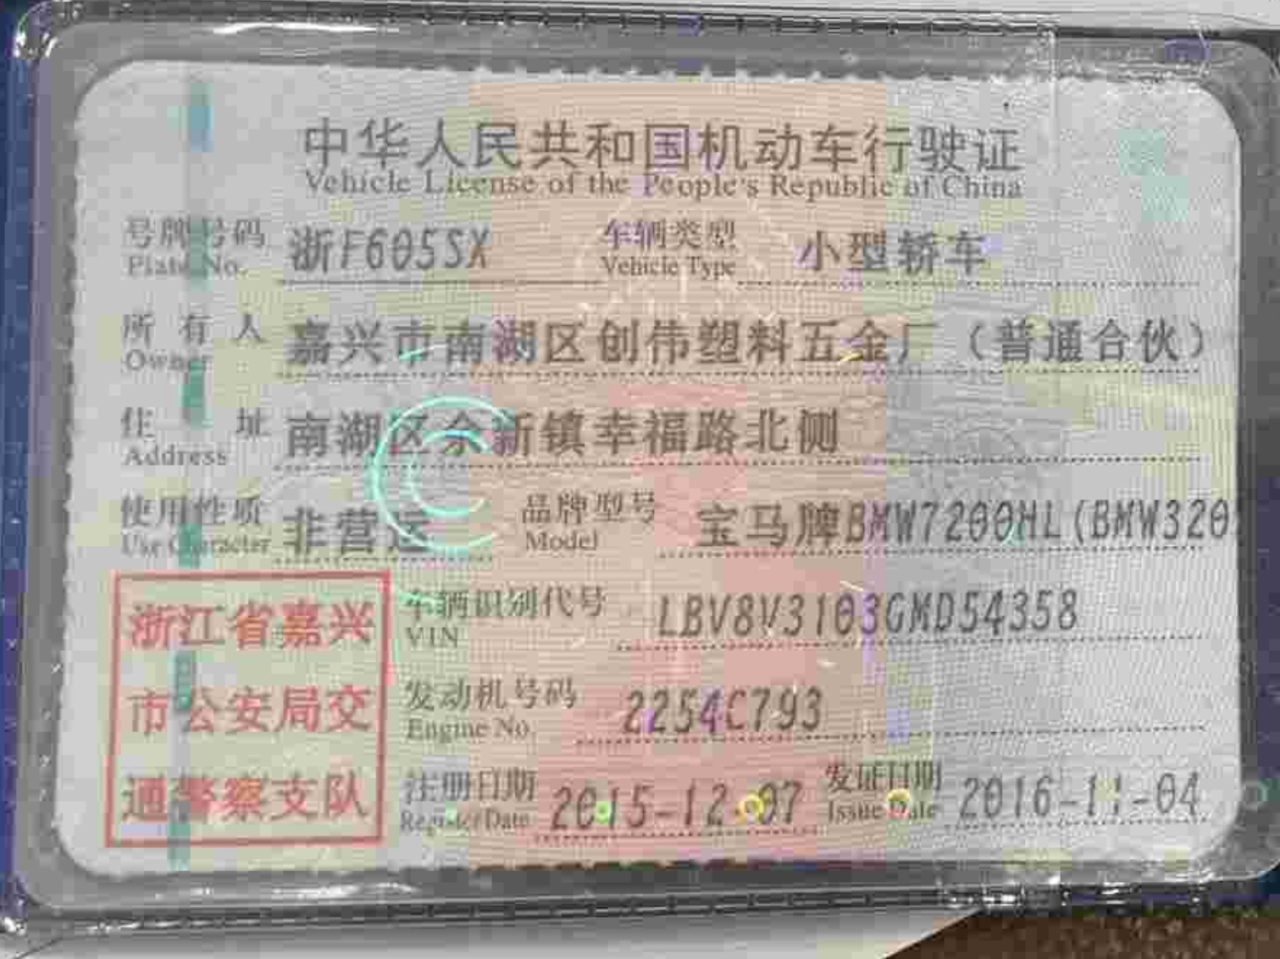 中华人民共和国机动车行驶证
Vehicle License of the People's Republic of China
号牌号码 浙F605SX 车辆类型 小型轿车
Plate No. Vehicle Type
所有人 嘉兴市南湖区创伟塑料五金厂（普通合伙）
Owner
住址 南湖区余新镇幸福路北侧
Address
使用性质 非营运 品牌型号 宝马牌BMW7200HL(BMW320
Use Character Model
浙江省嘉兴
市公安局交
通警察支队
车辆识别代号 LBV8V3103GMD54358
VIN
发动机号码 2254C793
Engine No.
注册日期 2015-12-07 发证日期 2016-11-04
Register Date Issue Date